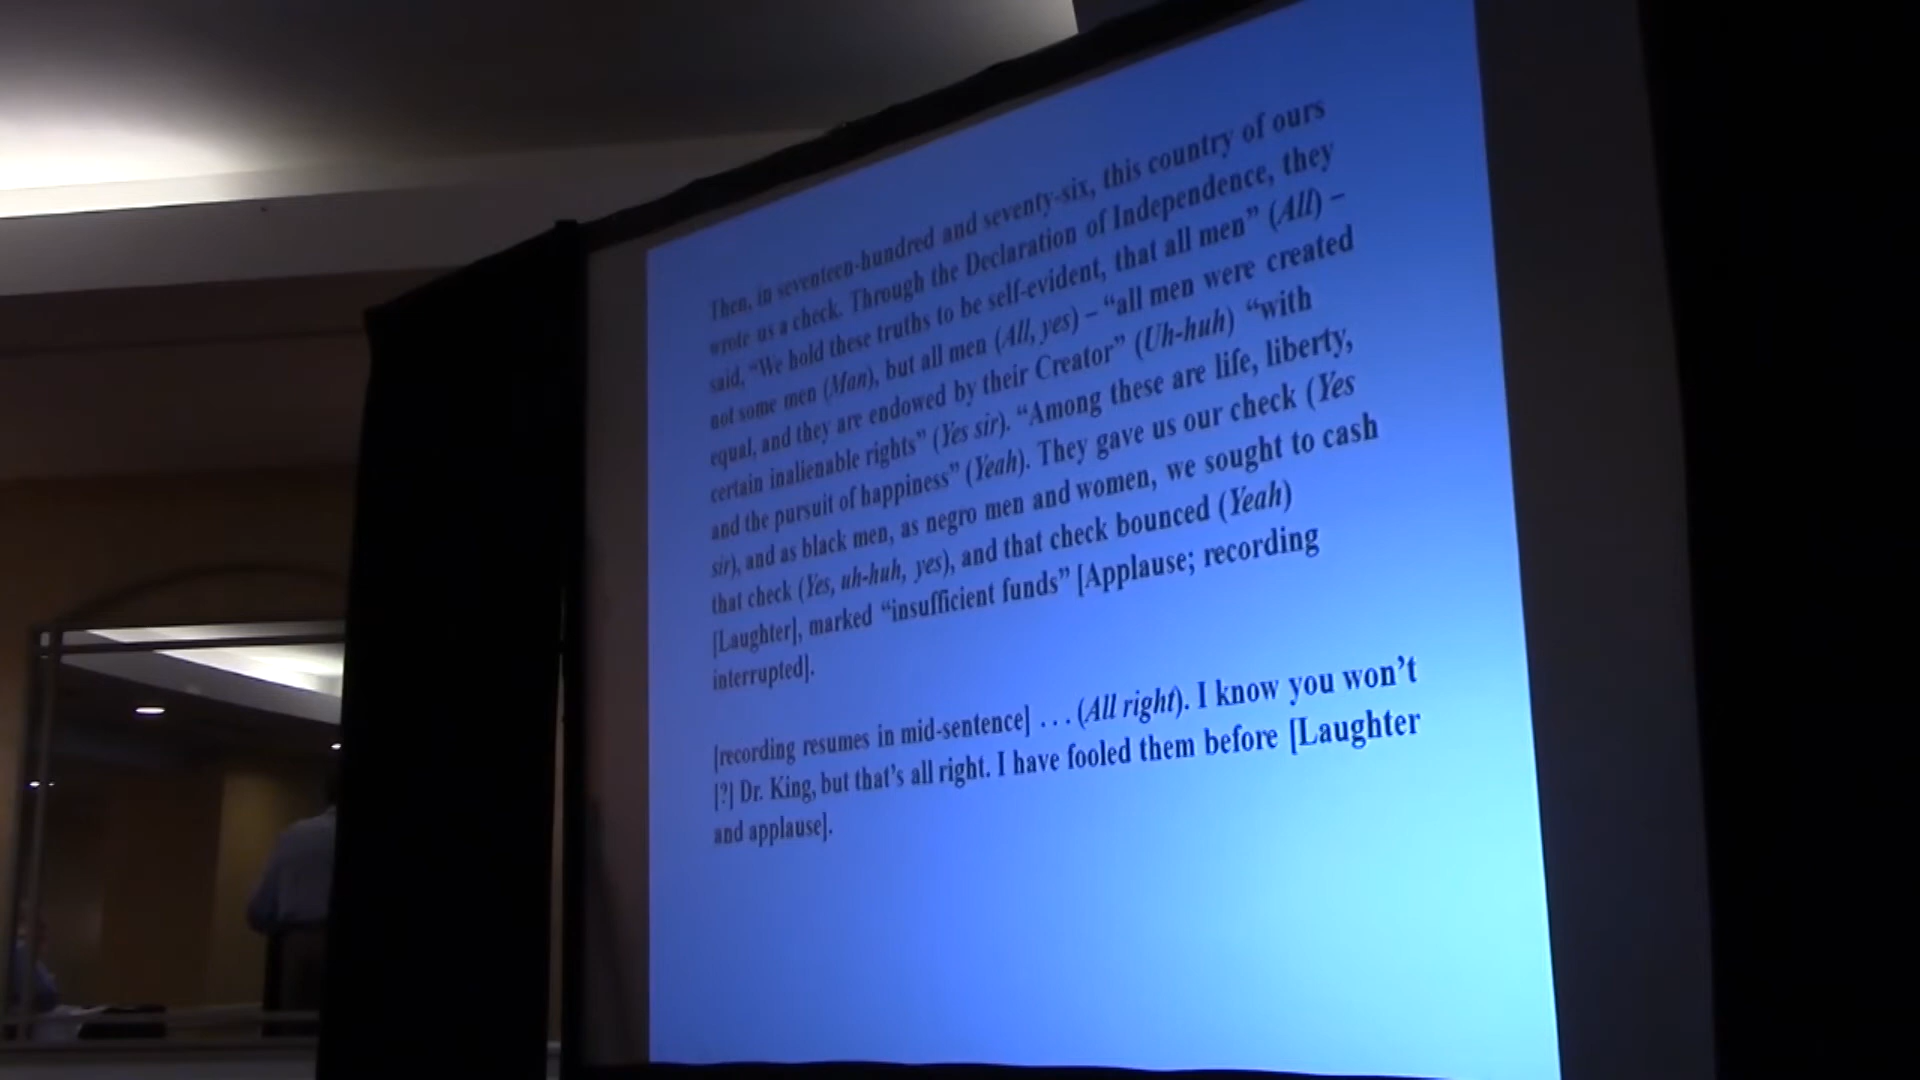 Then, in seventeen-hundred and seventy-six, this country of ours
wrote us a check. Through the Declaration of Independence, they
said, “We hold these truths to be self-evident, that all men” (All) –
not some men (Man), but all men (All, yes) – “all men were created
equal, and they are endowed by their Creator” (Uh-huh) “with
certain inalienable rights” (Yes sir). “Among these are life, liberty,
and the pursuit of happiness” (Yeah). They gave us our check (Yes
sir), and as black men, as negro men and women, we sought to cash
that check (Yes, uh-huh, yes), and that check bounced (Yeah)
[Laughter], marked “insufficient funds” [Applause; recording
interrupted].
[recording resumes in mid-sentence] . . . (All right). I know you won’t
[?] Dr. King, but that’s all right. I have fooled them before [Laughter
and applause].